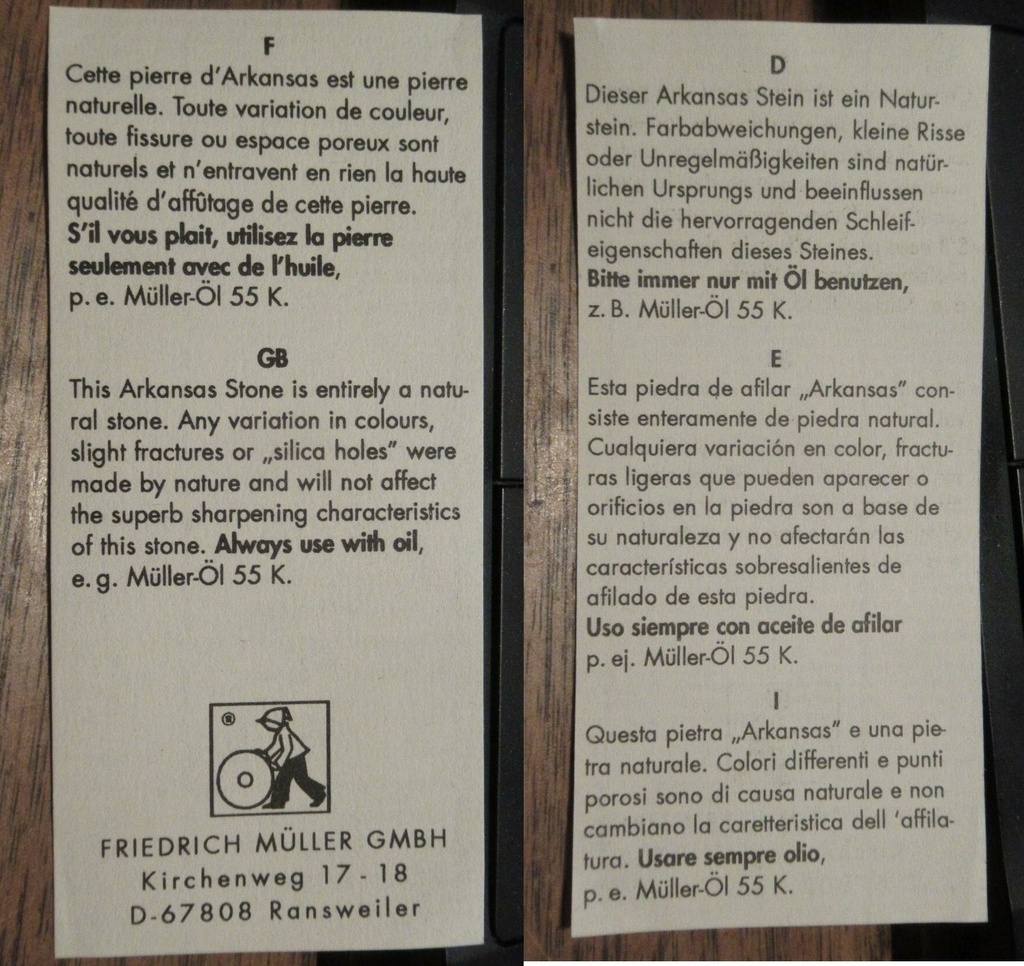 F
Cette pierre d'Arkansas est une pierre
naturelle. Toute variation de couleur,
toute fissure ou espace poreux sont
naturels et n'entravent en rien la haute
qualité d'affûtage de cette pierre.
S'il vous plait, utilisez la pierre
seulement avec de l'huile,
p. e. Müller-Öl 55 K.
GB
This Arkansas Stone is entirely a natu-
ral stone. Any variation in colours,
slight fractures or „silica holes" were
made by nature and will not affect
the superb sharpening characteristics
of this stone. Always use with oil,
e. g. Müller-Öl 55 K.
®
FRIEDRICH MÜLLER GMBH
Kirchenweg 17 - 18
D-67808 Ransweiler
D
Dieser Arkansas Stein ist ein Natur-
stein. Farbabweichungen, kleine Risse
oder Unregelmäßigkeiten sind natür-
lichen Ursprungs und beeinflussen
nicht die hervorragenden Schleif-
eigenschaften dieses Steines.
Bitte immer nur mit Öl benutzen,
z. B. Müller-Öl 55 K.
E
Esta piedra de afilar „Arkansas" con-
siste enteramente de piedra natural.
Cualquiera variación en color, fractu-
ras ligeras que pueden aparecer o
orificios en la piedra son a base de
su naturaleza y no afectarán las
características sobresalientes de
afilado de esta piedra.
Uso siempre con aceite de afilar
p. ej. Müller-Öl 55 K.
I
Questa pietra „Arkansas" e una pie-
tra naturale. Colori differenti e punti
porosi sono di causa naturale e non
cambiano la caretteristica dell 'affila-
tura. Usare sempre olio,
p. e. Müller-Öl 55 K.